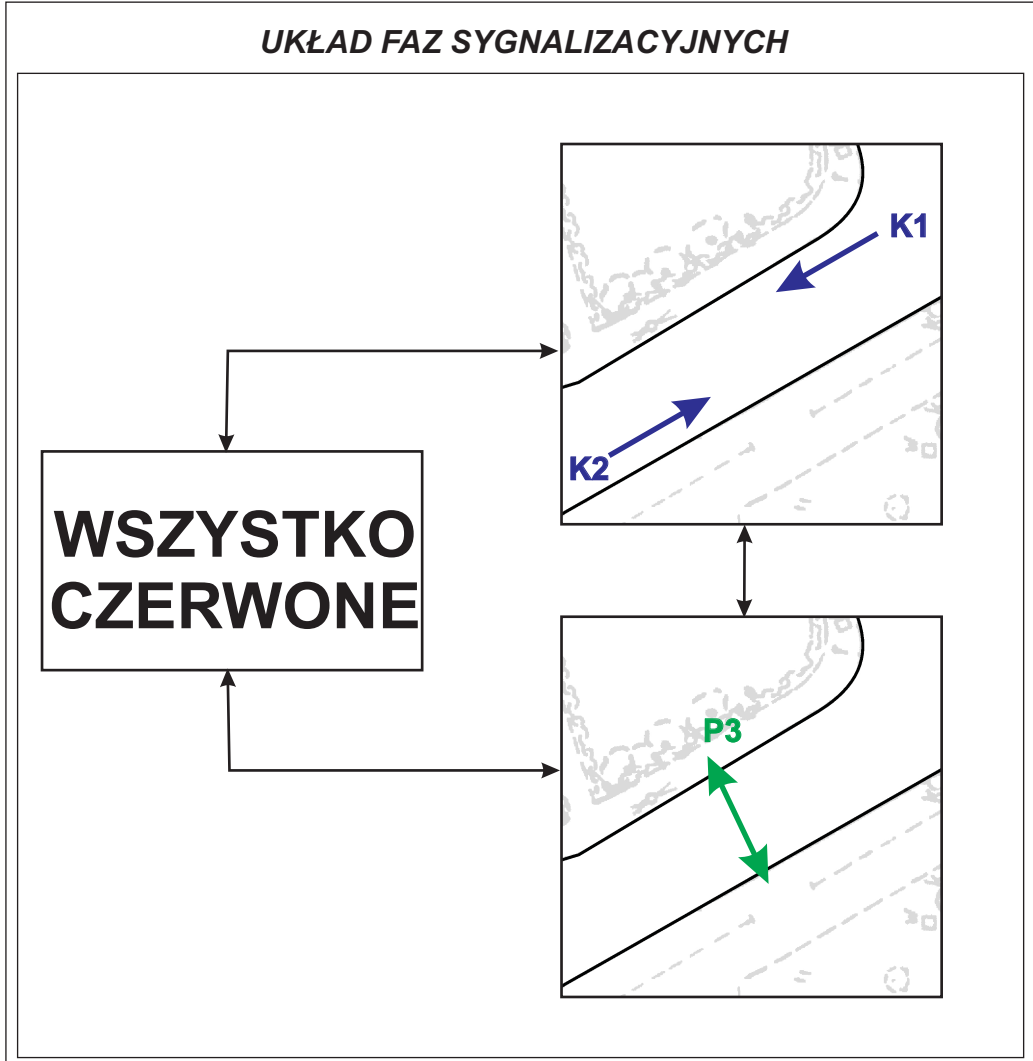 UKŁAD FAZ SYGNALIZACYJNYCH
K1
K2
WSZYSTKO
CZERWONE
P3